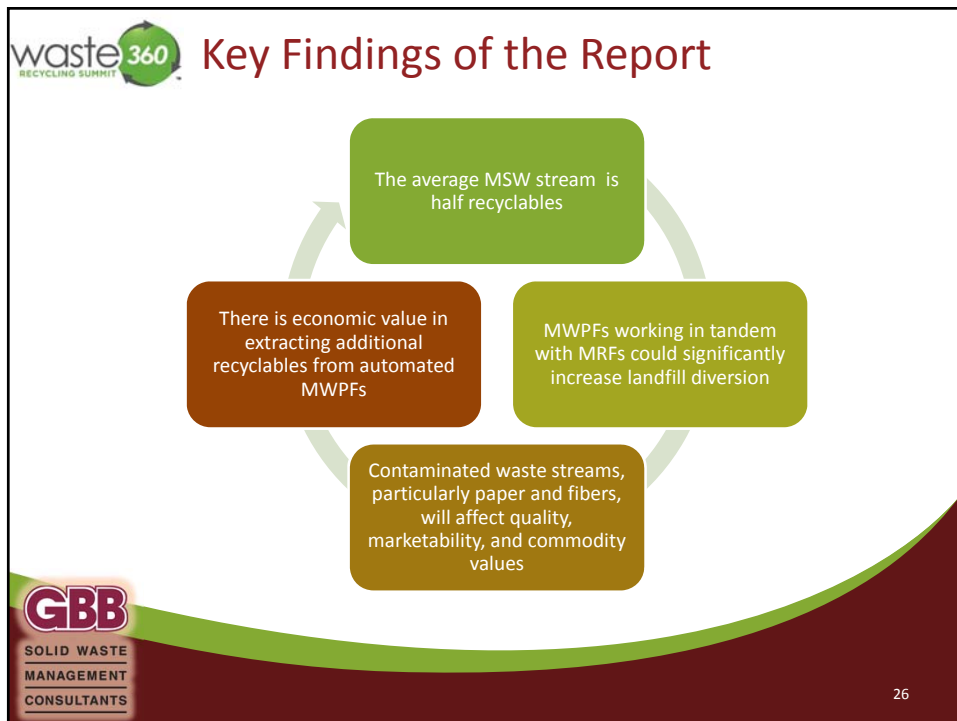 waste 360
RECYCLING SUMMIT
Key Findings of the Report
The average MSW stream is
half recyclables
MWPFs working in tandem
with MRFs could significantly
increase landfill diversion
Contaminated waste streams,
particularly paper and fibers,
will affect quality,
marketability, and commodity
values
There is economic value in
extracting additional
recyclables from automated
MWPFs
GBB
SOLID WASTE
MANAGEMENT
CONSULTANTS
26